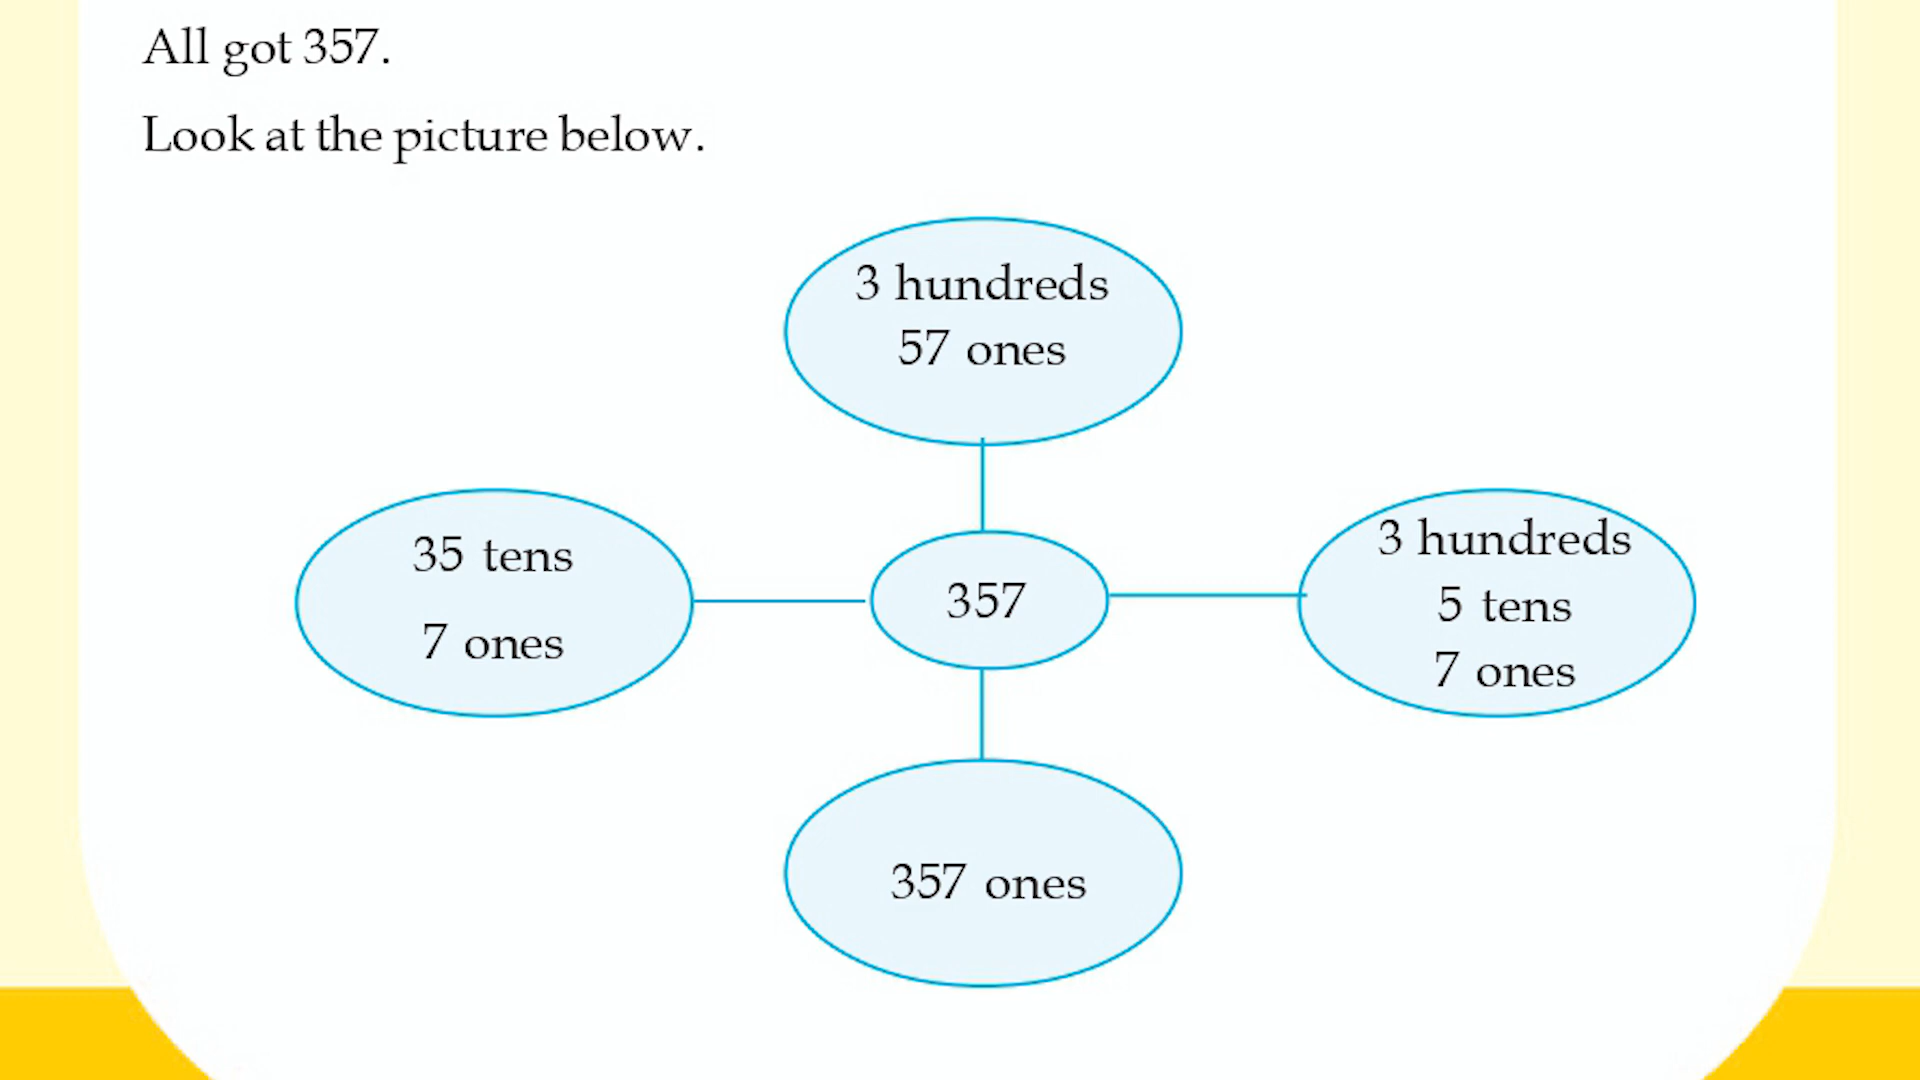 All got 357.
Look at the picture below.
3 hundreds
57 ones
35 tens
7 ones
357
3 hundreds
5 tens
7 ones
357 ones